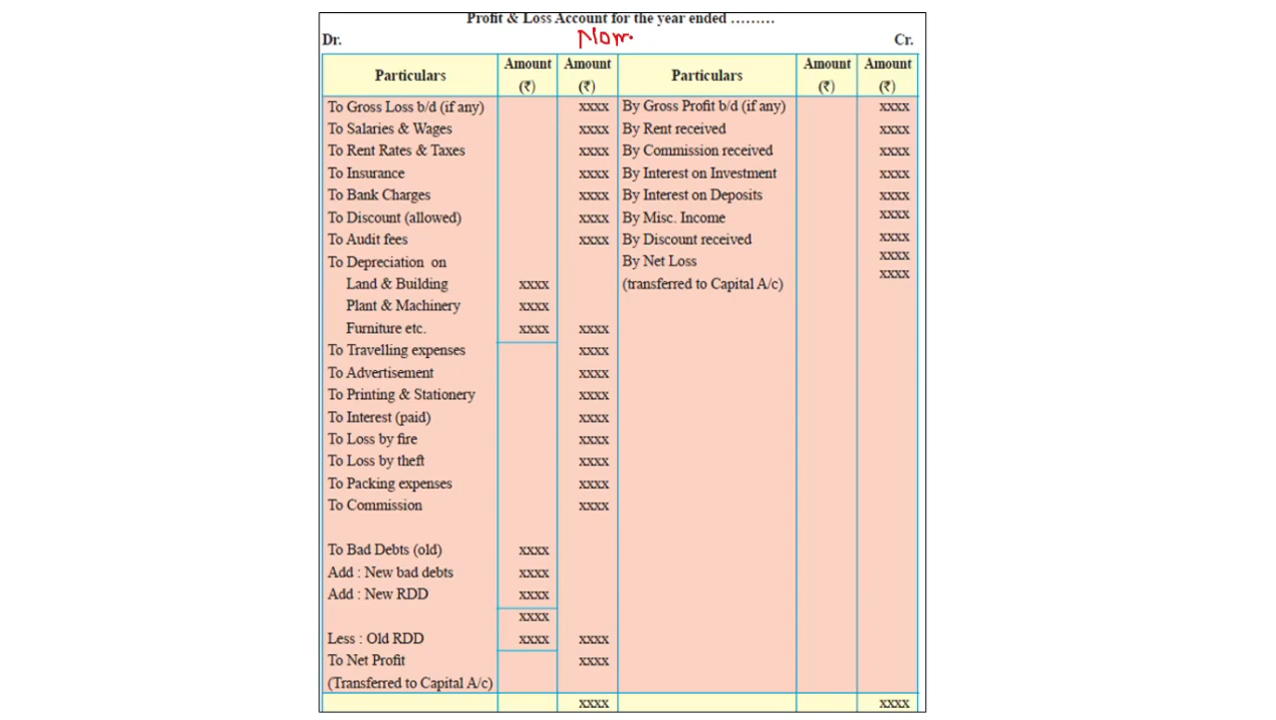 Profit & Loss Account for the year ended .........
Dr. Nom. Cr.
Particulars Amount (₹) Amount (₹) Particulars Amount (₹) Amount (₹)
To Gross Loss b/d (if any) xxxx By Gross Profit b/d (if any) xxxx
To Salaries & Wages xxxx By Rent received xxxx
To Rent Rates & Taxes xxxx By Commission received xxxx
To Insurance xxxx By Interest on Investment xxxx
To Bank Charges xxxx By Interest on Deposits xxxx
To Discount (allowed) xxxx By Misc. Income xxxx
To Audit fees xxxx By Discount received xxxx
To Depreciation on By Net Loss xxxx
Land & Building xxxx (transferred to Capital A/c) xxxx
Plant & Machinery xxxx
Furniture etc. xxxx xxxx
To Travelling expenses xxxx
To Advertisement xxxx
To Printing & Stationery xxxx
To Interest (paid) xxxx
To Loss by fire xxxx
To Loss by theft xxxx
To Packing expenses xxxx
To Commission xxxx
To Bad Debts (old) xxxx
Add : New bad debts xxxx
Add : New RDD xxxx
xxxx
Less : Old RDD xxxx xxxx
To Net Profit xxxx
(Transferred to Capital A/c)
xxxx xxxx